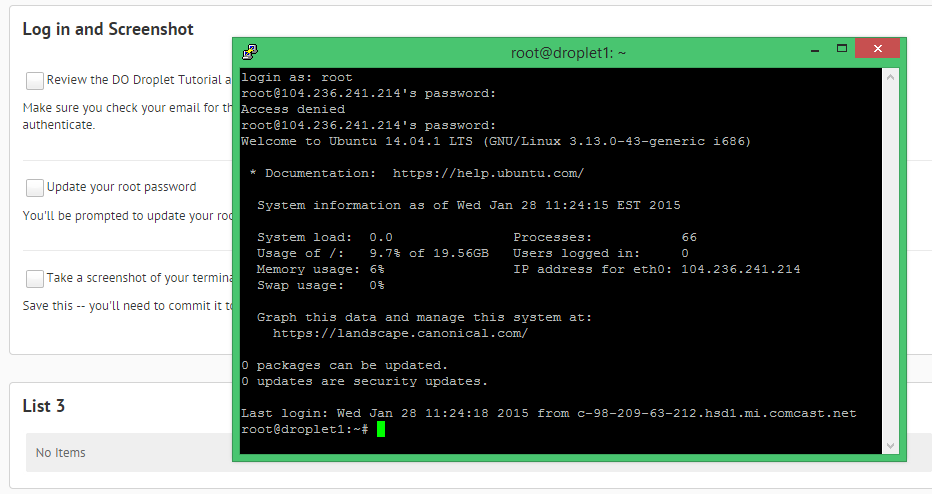 Log in and Screenshot
Review the DO Droplet Tutorial a
Make sure you check your email for th
authenticate.
Update your root password
You'll be prompted to update your roo
Take a screenshot of your termina
Save this -- you'll need to commit it to
List 3
No Items
root@droplet1: ~
login as: root
root@104.236.241.214's password:
Access denied
root@104.236.241.214's password:
Welcome to Ubuntu 14.04.1 LTS (GNU/Linux 3.13.0-43-generic i686)
* Documentation:  https://help.ubuntu.com/
System information as of Wed Jan 28 11:24:15 EST 2015
System load:  0.0 Processes: 66
Usage of /:   9.7% of 19.56GB Users logged in: 0
Memory usage: 6% IP address for eth0: 104.236.241.214
Swap usage:   0%
Graph this data and manage this system at:
https://landscape.canonical.com/
0 packages can be updated.
0 updates are security updates.
Last login: Wed Jan 28 11:24:18 2015 from c-98-209-63-212.hsd1.mi.comcast.net
root@droplet1:~#